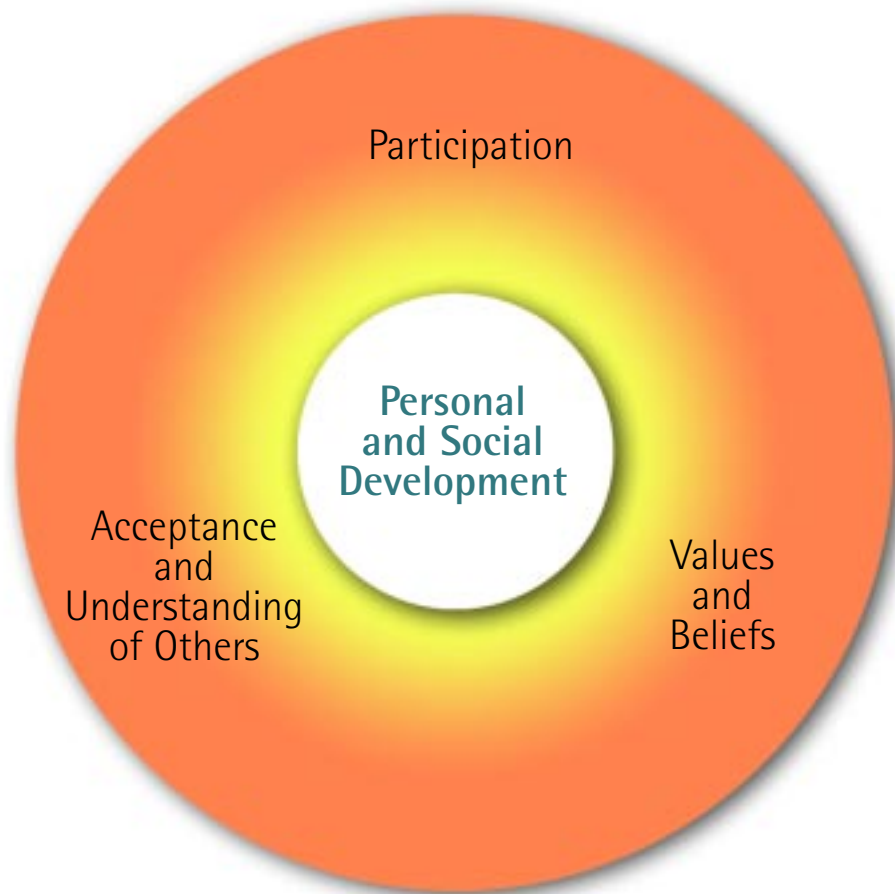 Participation
Personal
and Social
Development
Acceptance
and
Understanding
of Others
Values
and
Beliefs